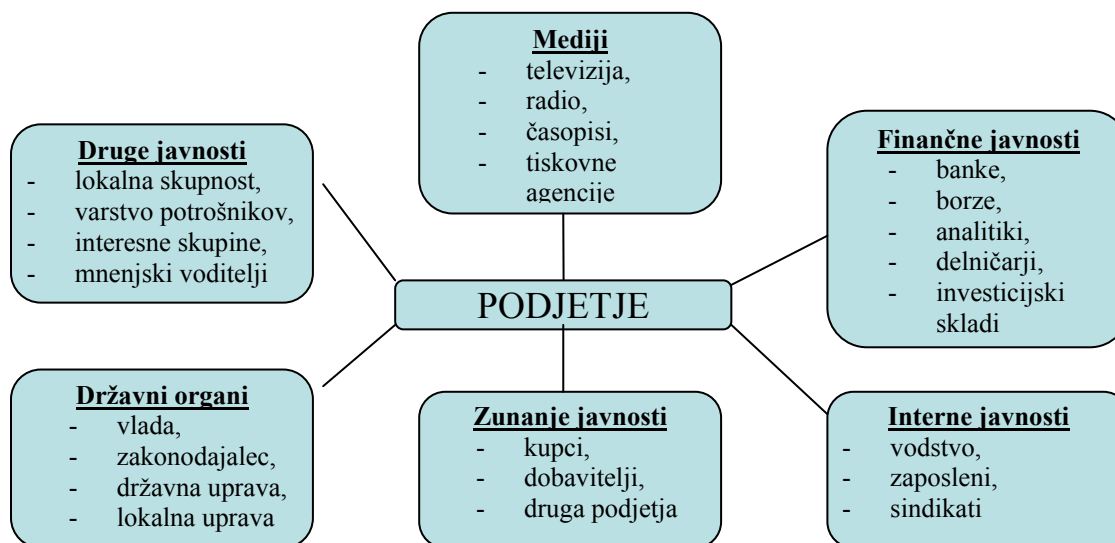 Mediji
- televizija,
- radio,
- časopisi,
- tiskovne
agencije
Druge javnosti
- lokalna skupnost,
- varstvo potrošnikov,
- interesne skupine,
- mnenjski voditelji
Finančne javnosti
- banke,
- borze,
- analitiki,
- delničarji,
- investicijski
skladi
PODJETJE
Državni organi
- vlada,
- zakonodajalec,
- državna uprava,
- lokalna uprava
Zunanje javnosti
- kupci,
- dobavitelji,
- druga podjetja
Interne javnosti
- vodstvo,
- zaposleni,
- sindikati